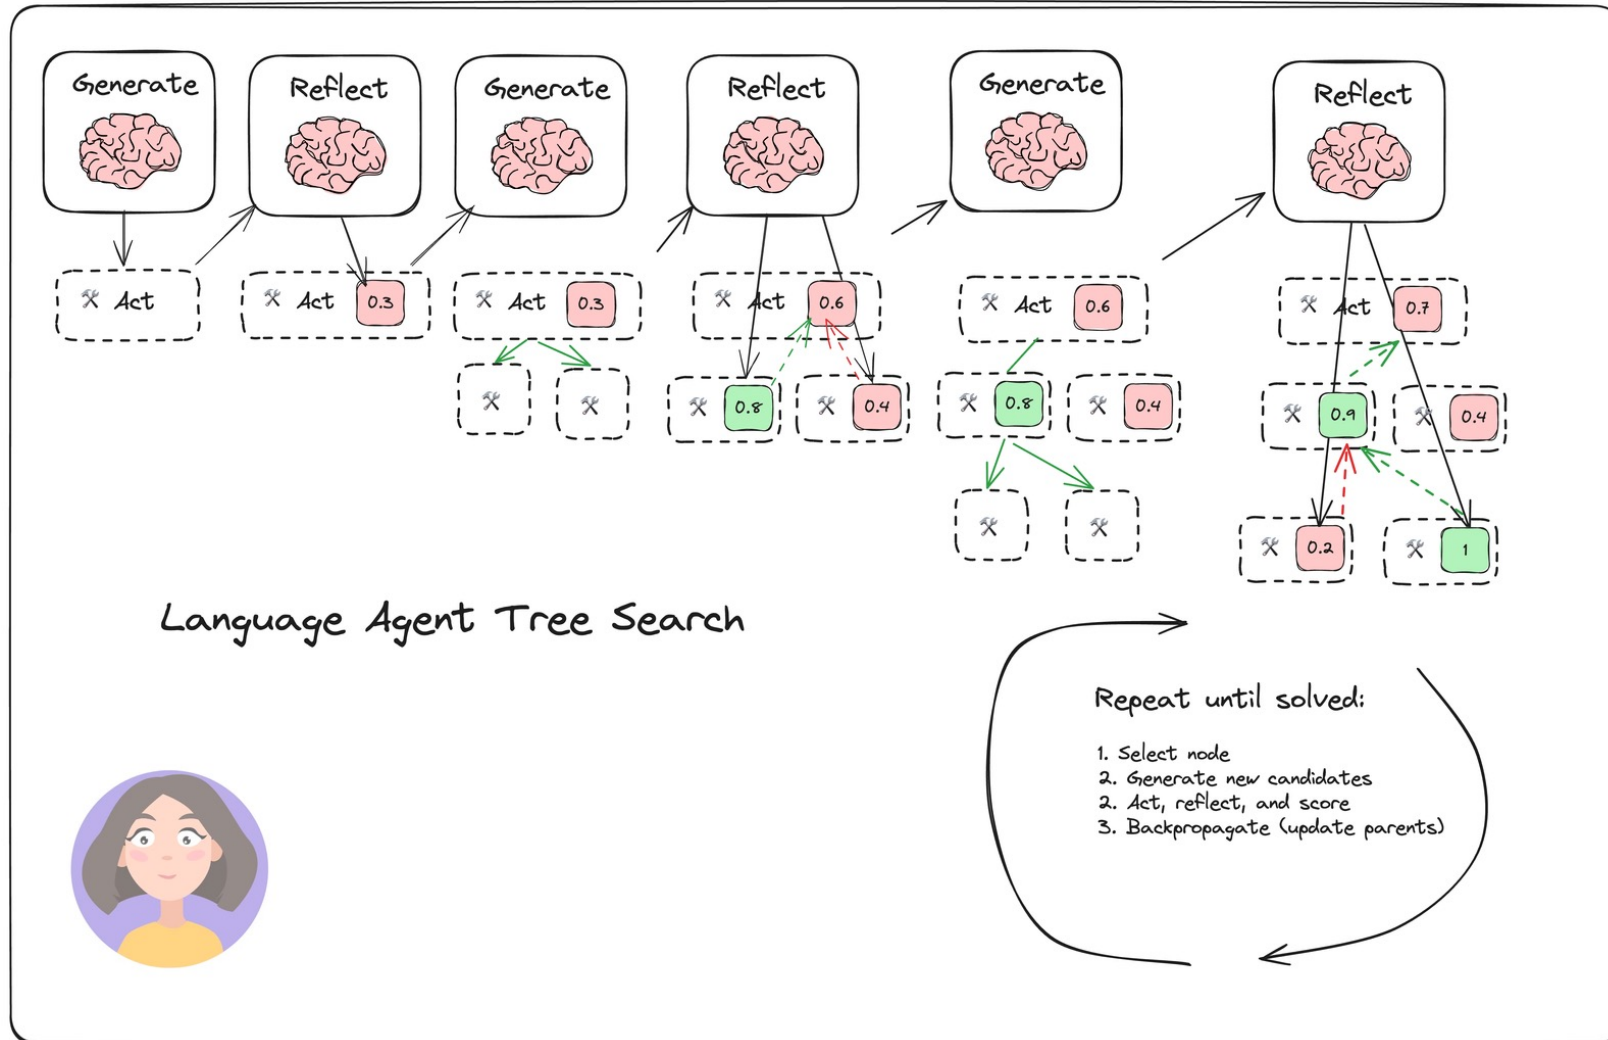 Generate
Reflect
Generate
Reflect
Generate
Reflect
Act
Act 0.3
Act 0.3
Act 0.6
0.8
0.4
Act 0.6
0.8
0.4
Act 0.7
0.9
0.4
0.2
1
Language Agent Tree Search
Repeat until solved:
1. Select node
2. Generate new candidates
2. Act, reflect, and score
3. Backpropagate (update parents)